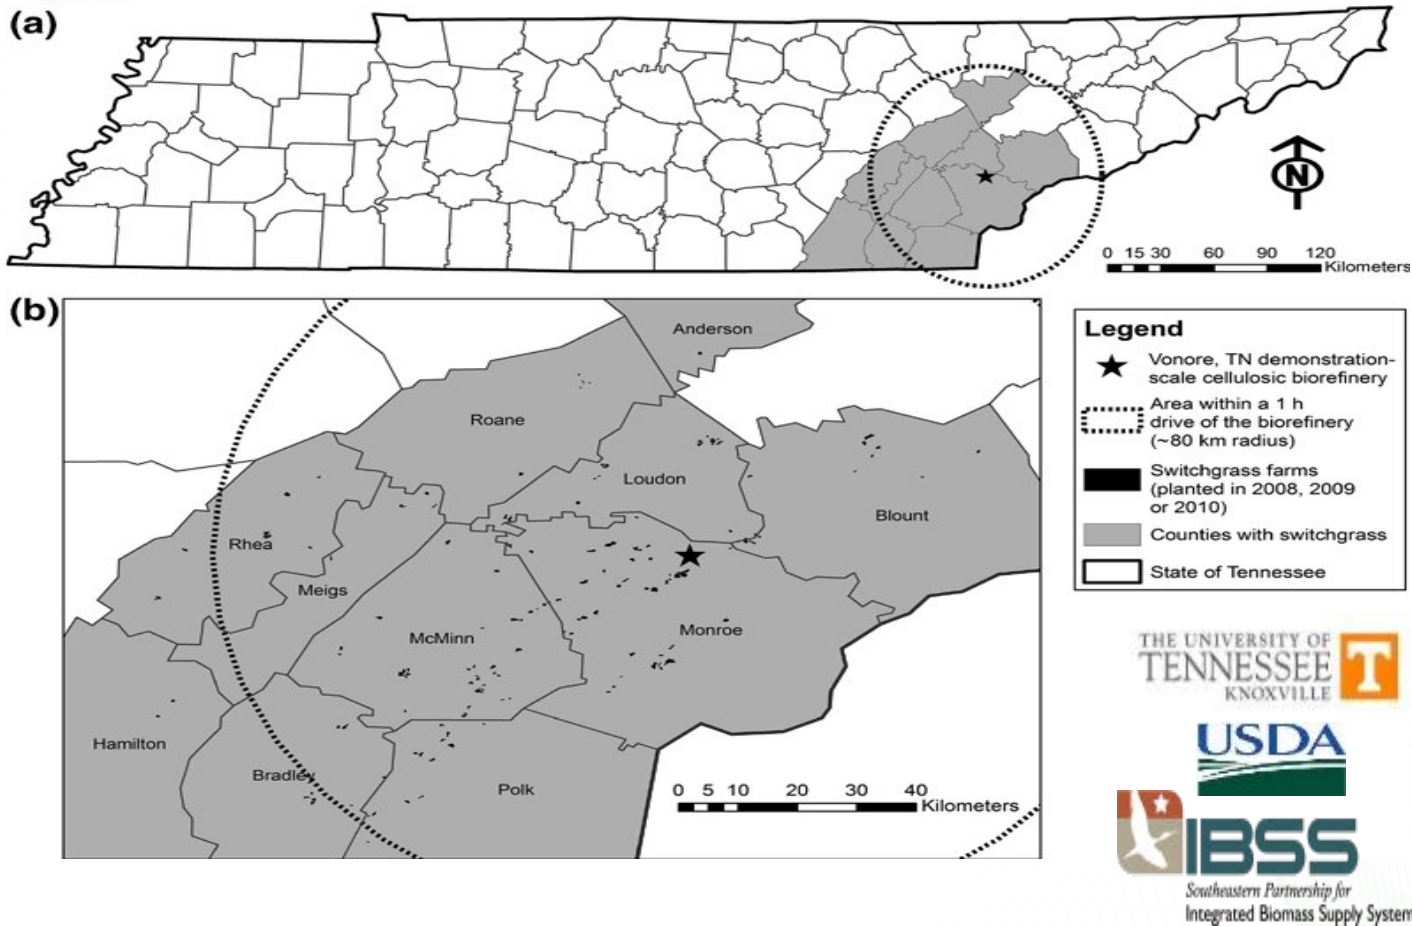 (a)
N
0 15 30 60 90 120
Kilometers
(b)
Anderson
Roane
Loudon
Blount
Rhea
Meigs
McMinn
Monroe
Hamilton
Bradley
Polk
0 5 10 20 30 40
Kilometers
Legend
Vonore, TN demonstration-
scale cellulosic biorefinery
Area within a 1 h
drive of the biorefinery
(~80 km radius)
Switchgrass farms
(planted in 2008, 2009
or 2010)
Counties with switchgrass
State of Tennessee
THE UNIVERSITY OF
TENNESSEE
KNOXVILLE
T
USDA
IBSS
Southeastern Partnership for
Integrated Biomass Supply System